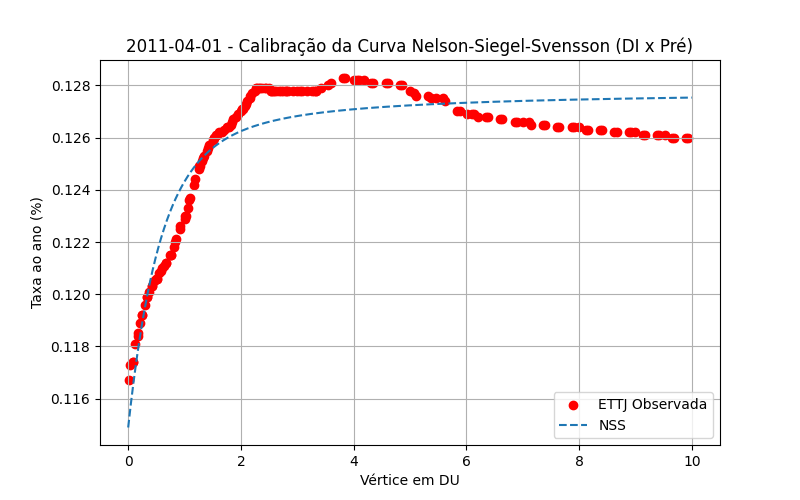 2011-04-01 - Calibração da Curva Nelson-Siegel-Svensson (DI x Pré)
Taxa ao ano (%)
0.128
0.126
0.124
0.122
0.120
0.118
0.116
ETTJ Observada
NSS
0 2 4 6 8 10
Vértice em DU